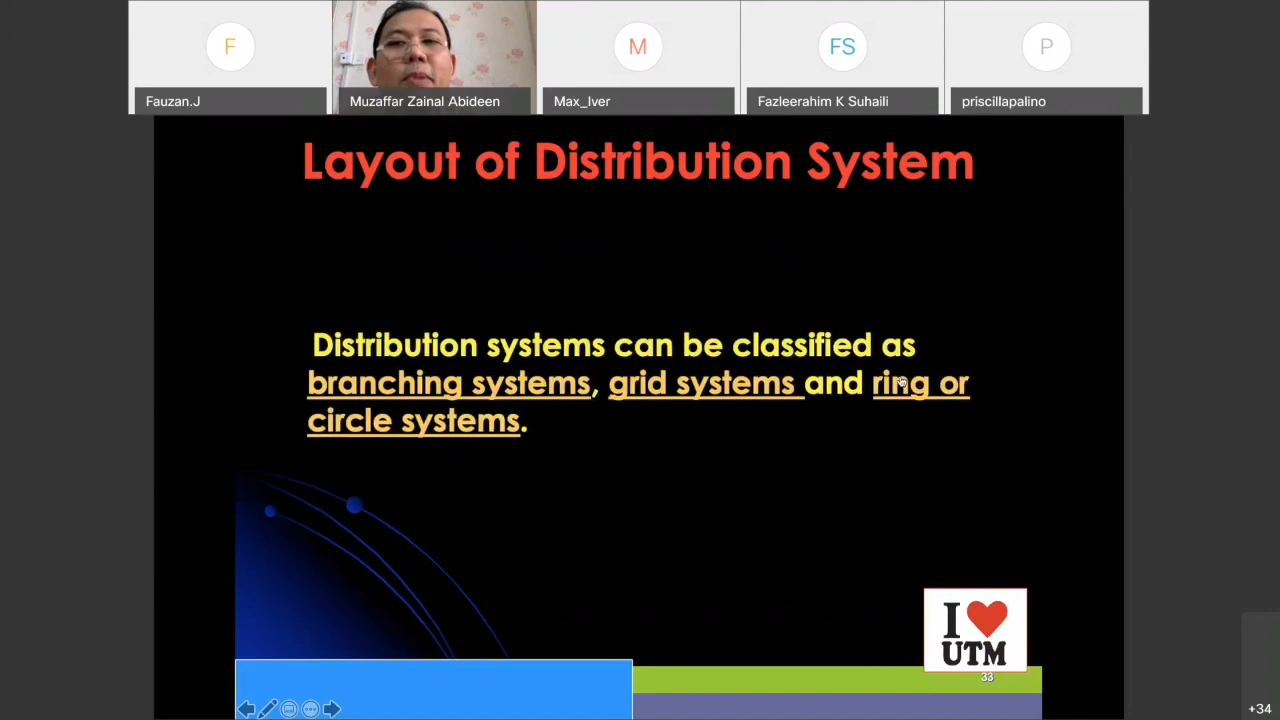 F
M
FS
P
Fauzan.J
Muzaffar Zainal Abideen
Max_Iver
Fazleerahim K Suhaili
priscillapalino
Layout of Distribution System
Distribution systems can be classified as
branching systems, grid systems and ring or
circle systems.
I
UTM
33
+34